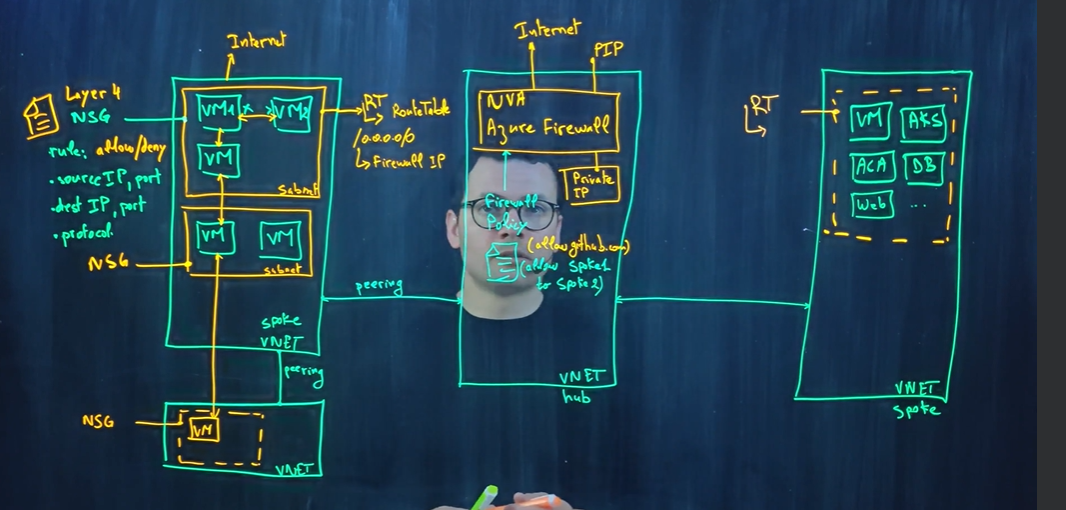 Internet
Layer 4
NSG
rule: allow/deny
. source IP, port
. dest IP, port
. protocol
NSG
VM1 x VM2
VM
subnet
VM VM
subnet
spoke
VNET
peering
NSG
VM
VNET
RT
Route Table
/0.0.0.0/0
Firewall IP
peering
Internet
PIP
NVA
Azure Firewall
Private
IP
Firewall
Policy
(allow github.com)
(allow Spoke1
to Spoke2)
VNET
hub
RT
VM AKS
ACA DB
Web ...
VNET
spoke